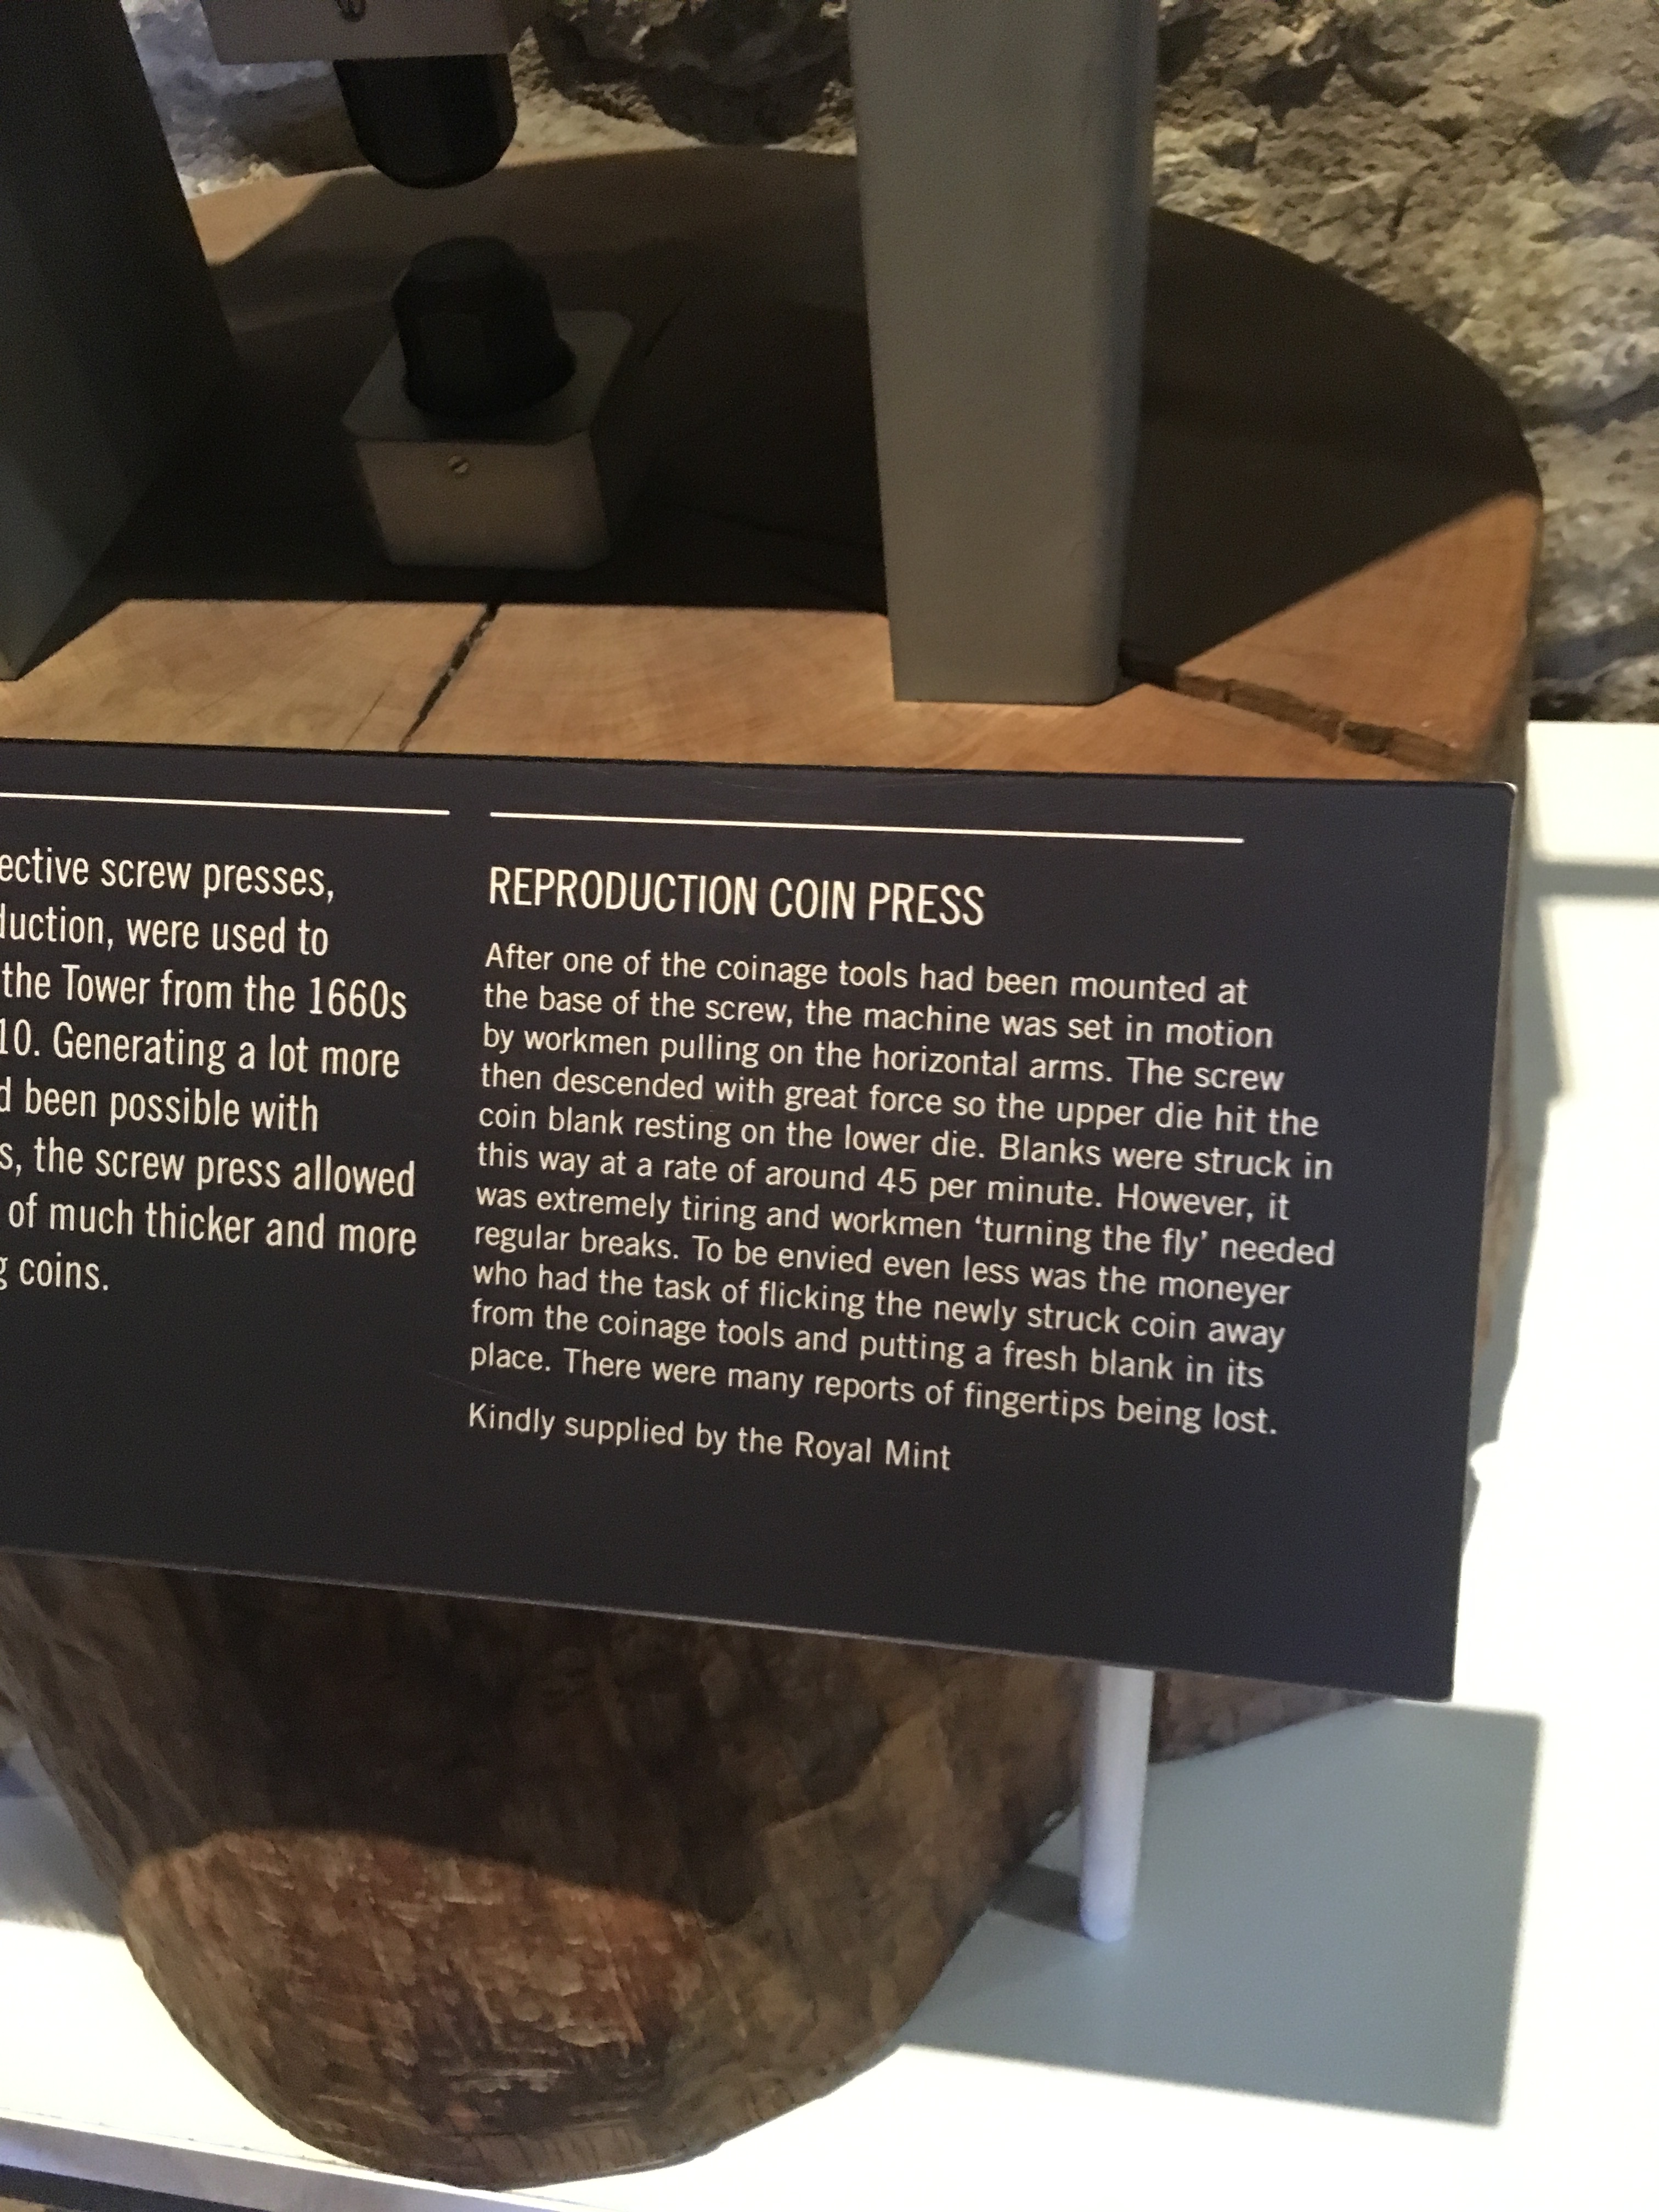 screw presses,
were used to
the Tower from the 1660s
Generating a lot more
been possible with
the screw press allowed
of much thicker and more
coins.
REPRODUCTION COIN PRESS
After one of the coinage tools had been mounted at
the base of the screw, the machine was set in motion
by workmen pulling on the horizontal arms. The screw
then descended with great force so the upper die hit the
coin blank resting on the lower die. Blanks were struck in
this way at a rate of around 45 per minute. However, it
was extremely tiring and workmen ‘turning the fly’ needed
regular breaks. To be envied even less was the moneyer
who had the task of flicking the newly struck coin away
from the coinage tools and putting a fresh blank in its
place. There were many reports of fingertips being lost.
Kindly supplied by the Royal Mint